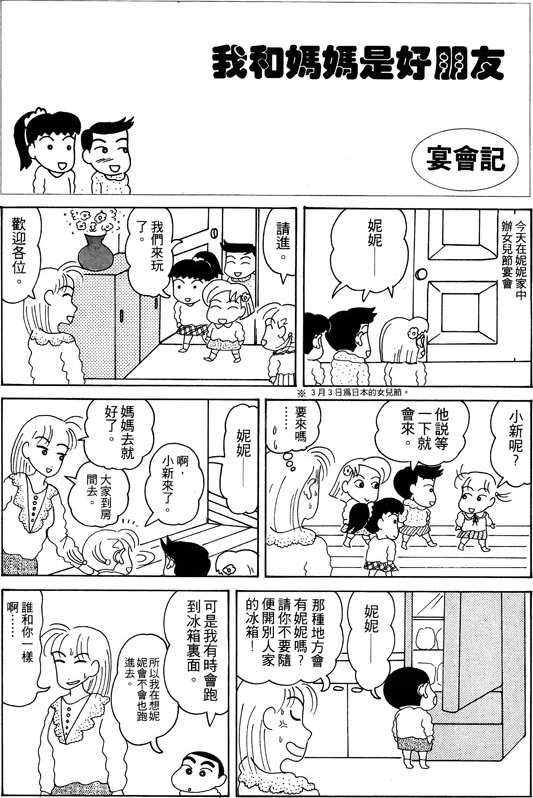 我和媽媽是好朋友
宴會記
今天在妮妮家中
辦女兒節宴會
妮妮——
※ 3月3日為日本的女兒節。
請進。
我們來玩
了。
歡迎各位。
小新呢?
他說等
一下就
會來。
要來嗎
……
妮妮——
啊,
小新來了。
媽媽去就
好了。
大家到房
間去。
妮妮——
那種地方會
有妮妮嗎?
請你不要隨
便開別人家
的冰箱!
可是我有時會跑
到冰箱裏面。
所以我在想妮
妮會不會也跑
進去。
誰和你一樣
啊……